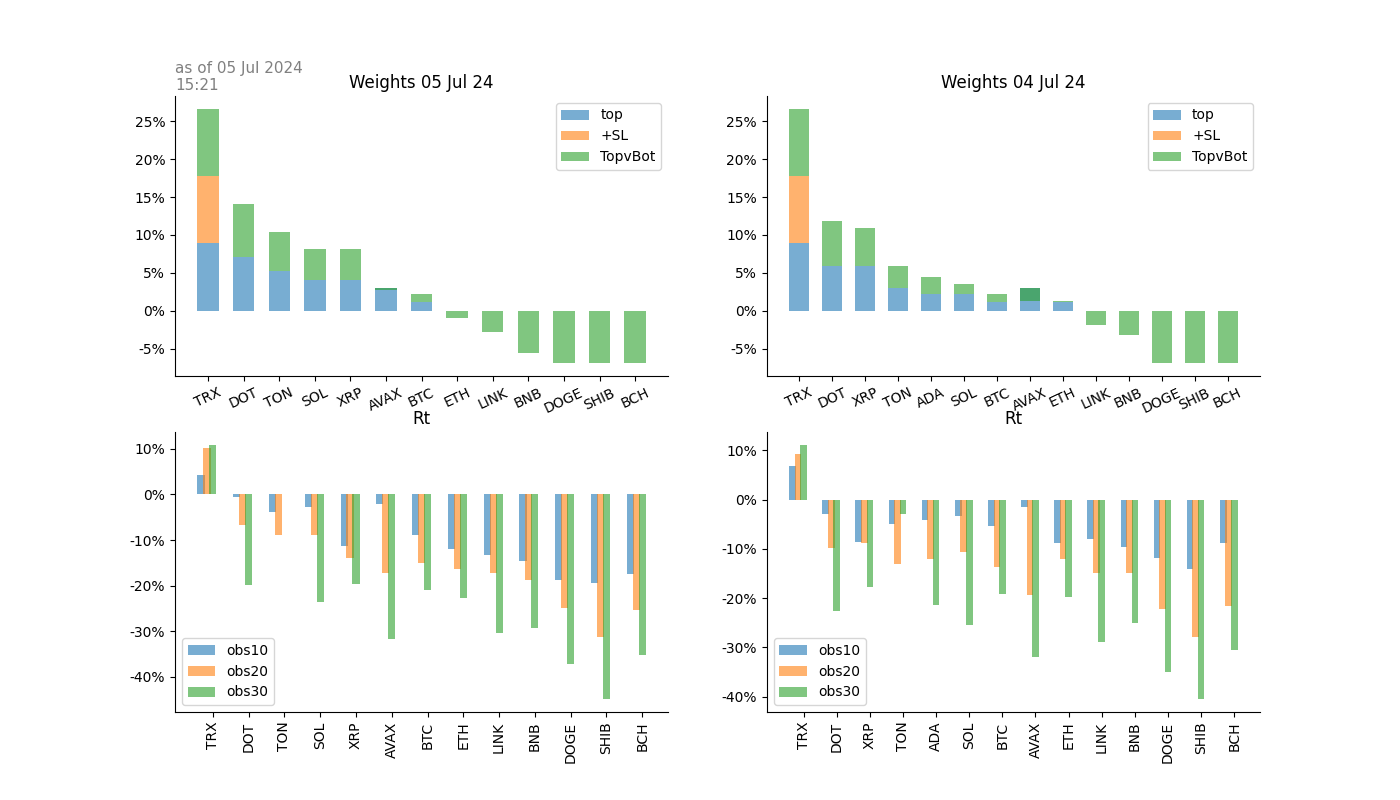 as of 05 Jul 2024
15:21
Weights 05 Jul 24
25%
20%
15%
10%
5%
0%
-5%
top
+SL
TopvBot
TRX DOT TON SOL XRP AVAX BTC ETH LINK BNB DOGE SHIB BCH
Weights 04 Jul 24
25%
20%
15%
10%
5%
0%
-5%
top
+SL
TopvBot
TRX DOT XRP TON ADA SOL BTC AVAX ETH LINK BNB DOGE SHIB BCH
Rt
10%
0%
-10%
-20%
-30%
-40%
obs10
obs20
obs30
TRX DOT TON SOL XRP AVAX BTC ETH LINK BNB DOGE SHIB BCH
Rt
10%
0%
-10%
-20%
-30%
-40%
obs10
obs20
obs30
TRX DOT XRP TON ADA SOL BTC AVAX ETH LINK BNB DOGE SHIB BCH